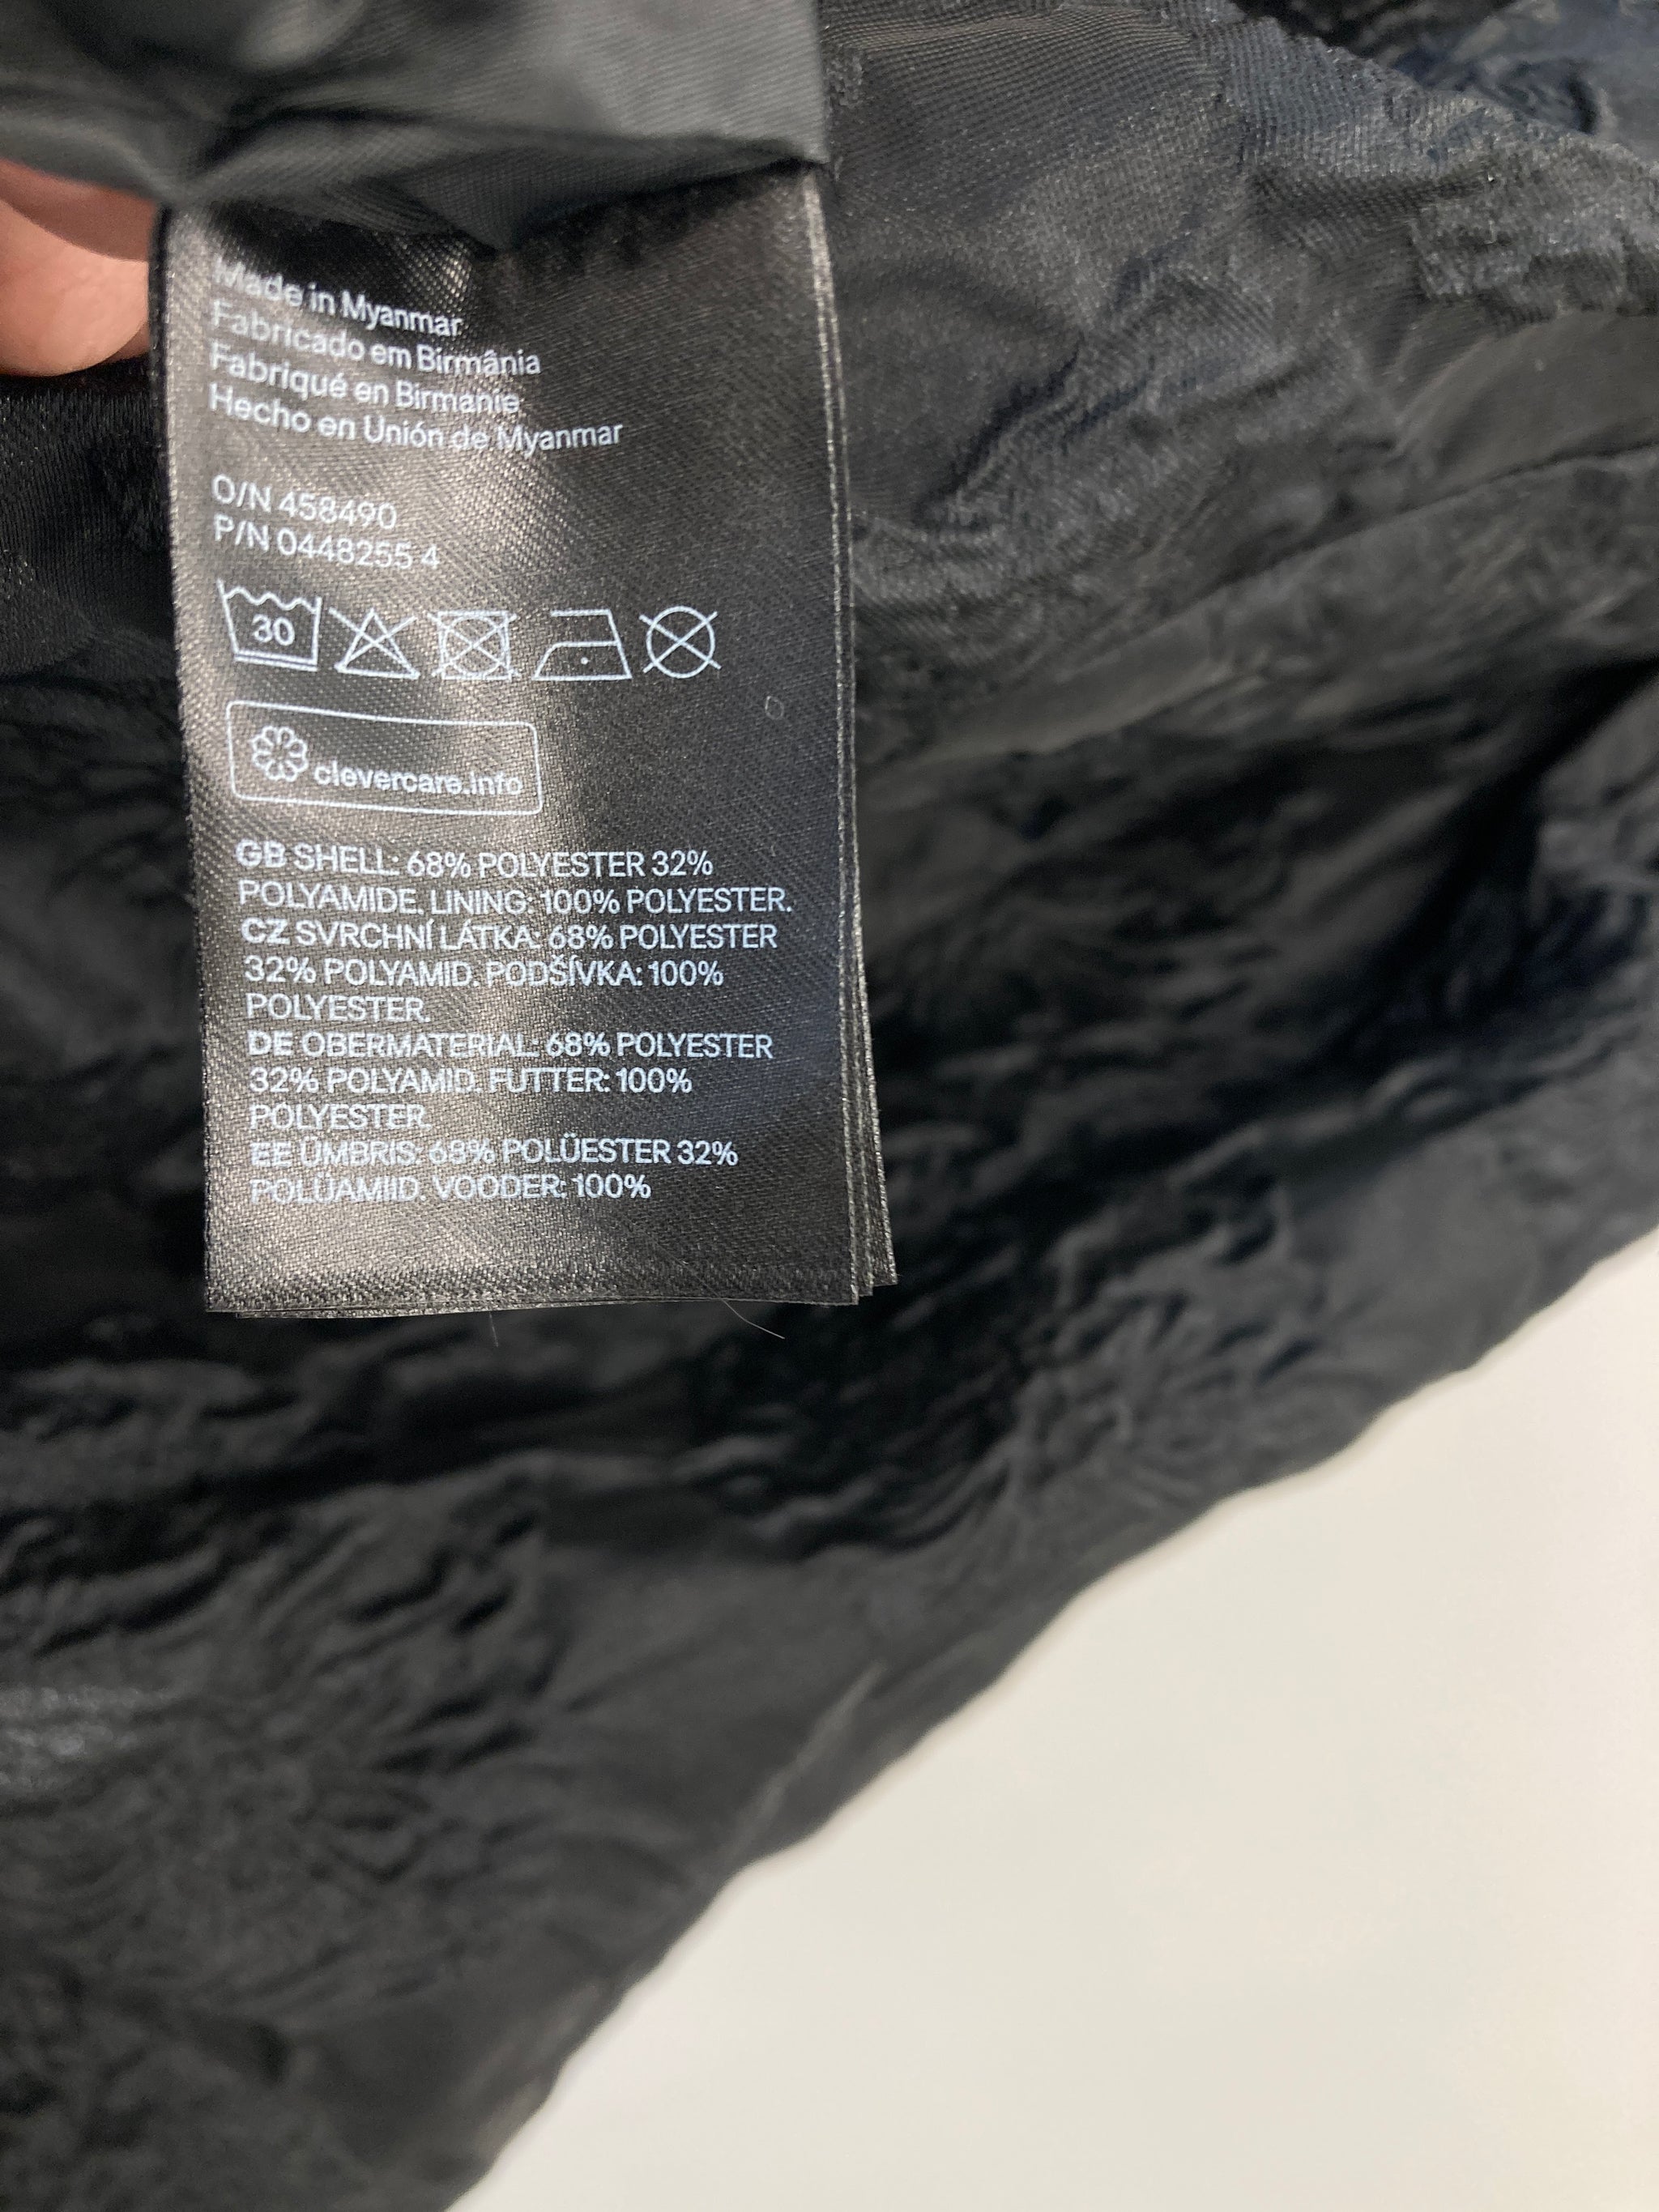 Made in Myanmar
Fabricado em Birmânia
Fabriqué en Birmanie
Hecho en Unión de Myanmar
O/N 458490
P/N 0448255 4
30
clevercare.info
GB SHELL: 68% POLYESTER 32%
POLYAMIDE. LINING: 100% POLYESTER.
CZ SVRCHNÍ LÁTKA: 68% POLYESTER
32% POLYAMID. PODŠÍVKA: 100%
POLYESTER.
DE OBERMATERIAL: 68% POLYESTER
32% POLYAMID. FUTTER: 100%
POLYESTER.
EE ÜMBRIS: 68% POLÜESTER 32%
POLÜAMIID. VOODER: 100%